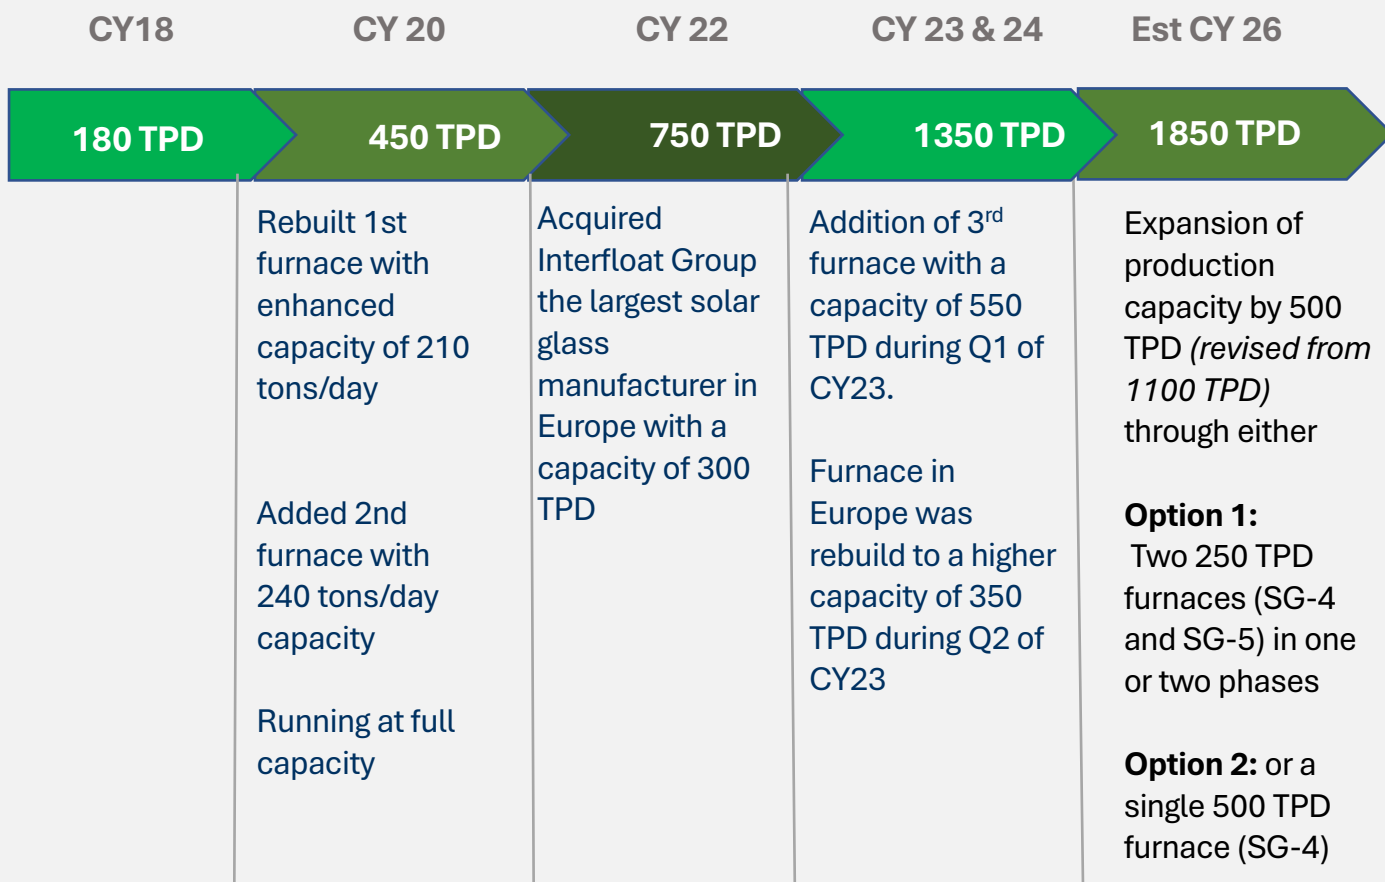 CY18
CY 20
CY 22
CY 23 & 24
Est CY 26
180 TPD
450 TPD
750 TPD
1350 TPD
1850 TPD
Rebuilt 1st
furnace with
enhanced
capacity of 210
tons/day
Added 2nd
furnace with
240 tons/day
capacity
Running at full
capacity
Acquired
Interfloat Group
the largest solar
glass
manufacturer in
Europe with a
capacity of 300
TPD
Addition of 3rd
furnace with a
capacity of 550
TPD during Q1 of
CY23.
Furnace in
Europe was
rebuild to a higher
capacity of 350
TPD during Q2 of
CY23
Expansion of
production
capacity by 500
TPD (revised from
1100 TPD)
through either
Option 1:
Two 250 TPD
furnaces (SG-4
and SG-5) in one
or two phases
Option 2: or a
single 500 TPD
furnace (SG-4)